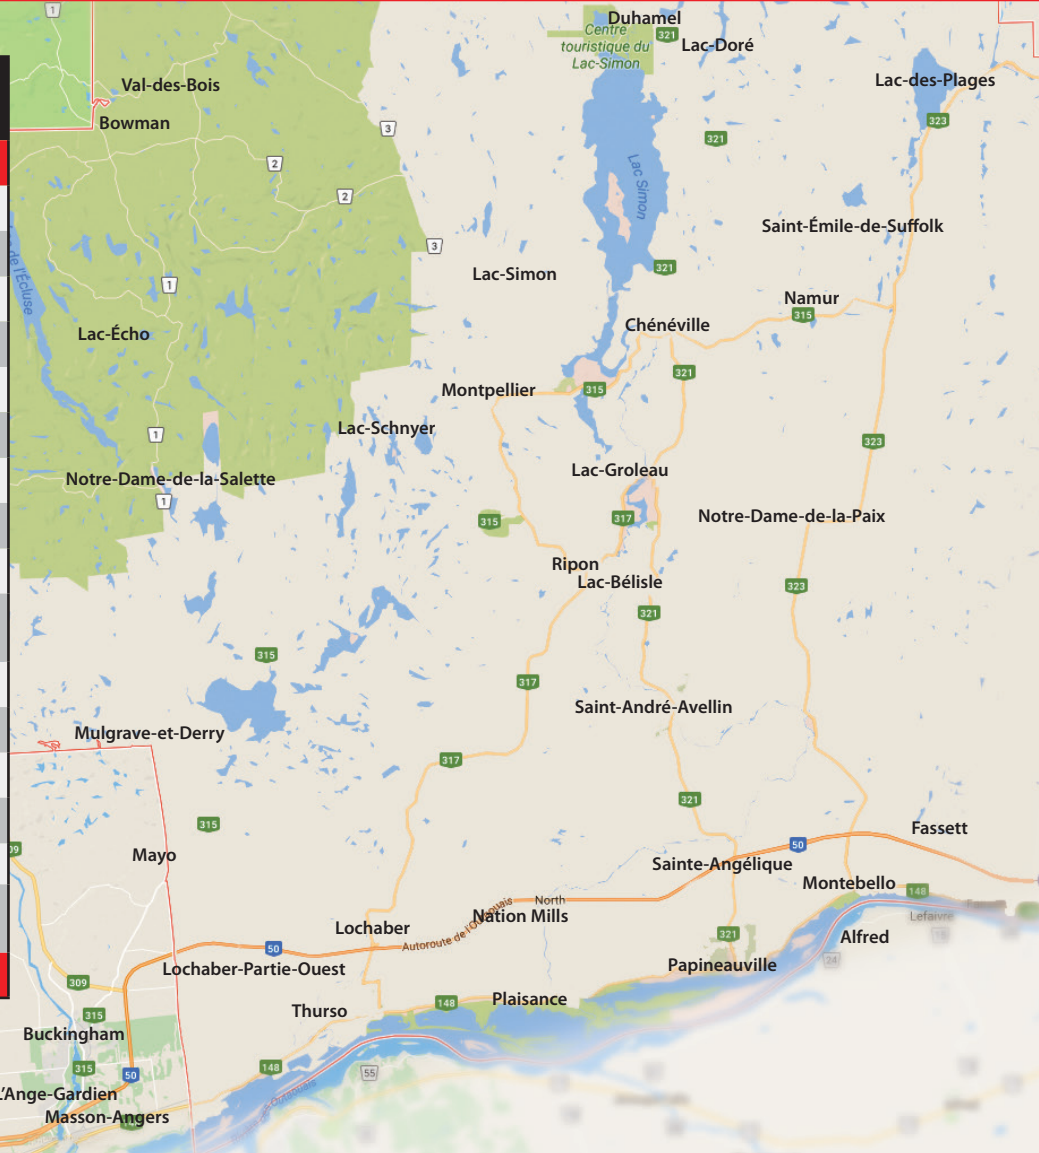 1
Duhamel
Centre
touristique du
Lac-Simon
321
Lac-Doré
Val-des-Bois
Lac-des-Plages
Bowman
323
3
321
2
2
Lac Simon
Saint-Émile-de-Suffolk
3
de l'Écluse
Lac-Simon
321
1
Namur
315
Chénéville
Lac-Écho
321
Montpellier
315
Lac-Schnyer
1
323
Lac-Groleau
Notre-Dame-de-la-Salette
1
315
317
Notre-Dame-de-la-Paix
Ripon
Lac-Bélisle
323
321
315
317
Saint-André-Avellin
Mulgrave-et-Derry
317
321
315
Fassett
09
50
Mayo
Sainte-Angélique
Montebello
148
North
Nation Mills
Lefaivre
Lochaber
Autoroute de l'Outaouais
321
Alfred
50
24
Lochaber-Partie-Ouest
Papineauville
309
148
Plaisance
Thurso
315
Buckingham
315
50
148
55
L'Ange-Gardien
Masson-Angers